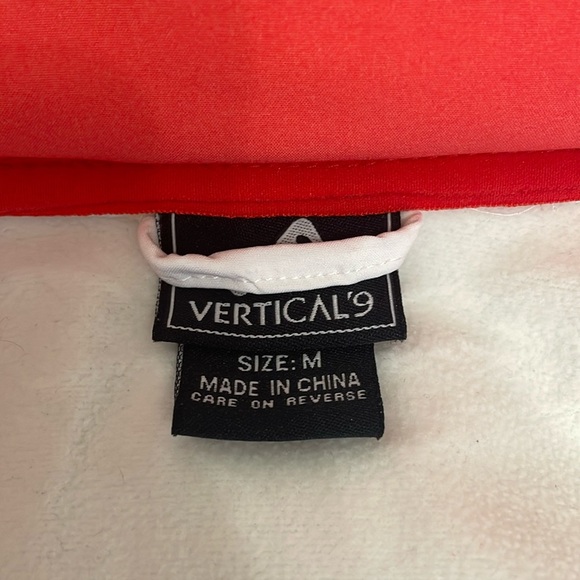 VERTICAL'9
SIZE: M
MADE IN CHINA
CARE ON REVERSE